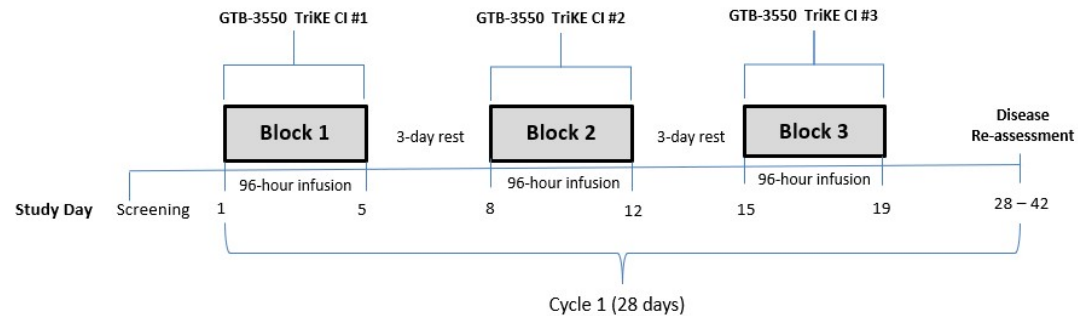 GTB-3550 TriKE CI #1
GTB-3550 TriKE CI #2
GTB-3550 TriKE CI #3
Block 1
3-day rest
Block 2
3-day rest
Block 3
Disease
Re-assessment
96-hour infusion
96-hour infusion
96-hour infusion
Study Day
Screening
1
5
8
12
15
19
28 – 42
Cycle 1 (28 days)